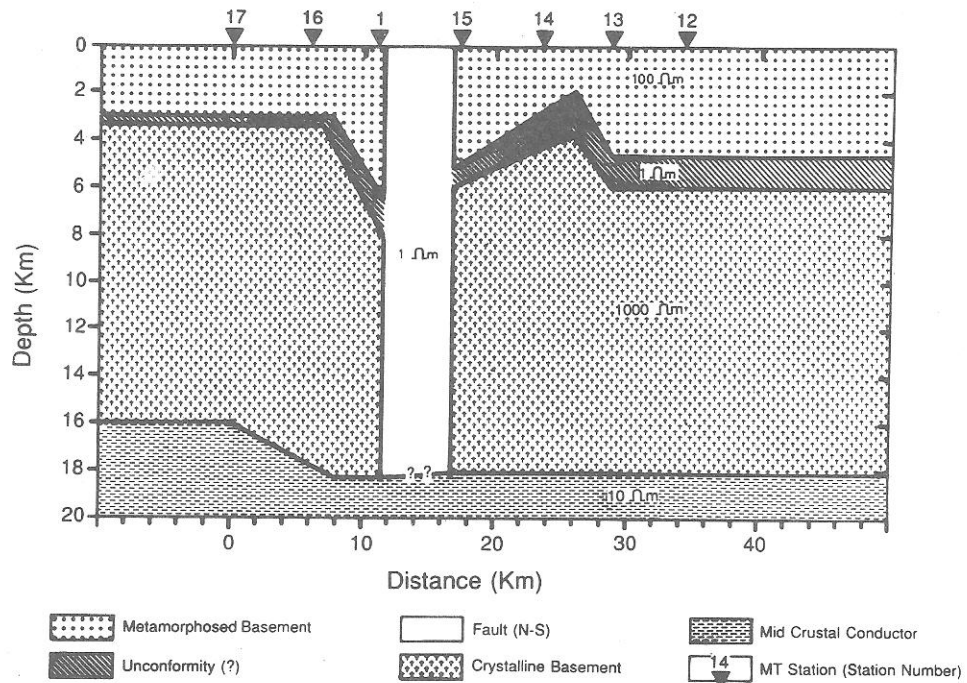 17 16 1 15 14 13 12
0
2
4
6
8
10
12
14
16
18
20
Depth (Km)
100 Ωm
1 Ωm
1 Ωm
1000 Ωm
? ?
10 Ωm
0 10 20 30 40
Distance (Km)
Metamorphosed Basement
Fault (N-S)
Mid Crustal Conductor
Unconformity (?)
Crystalline Basement
14 MT Station (Station Number)